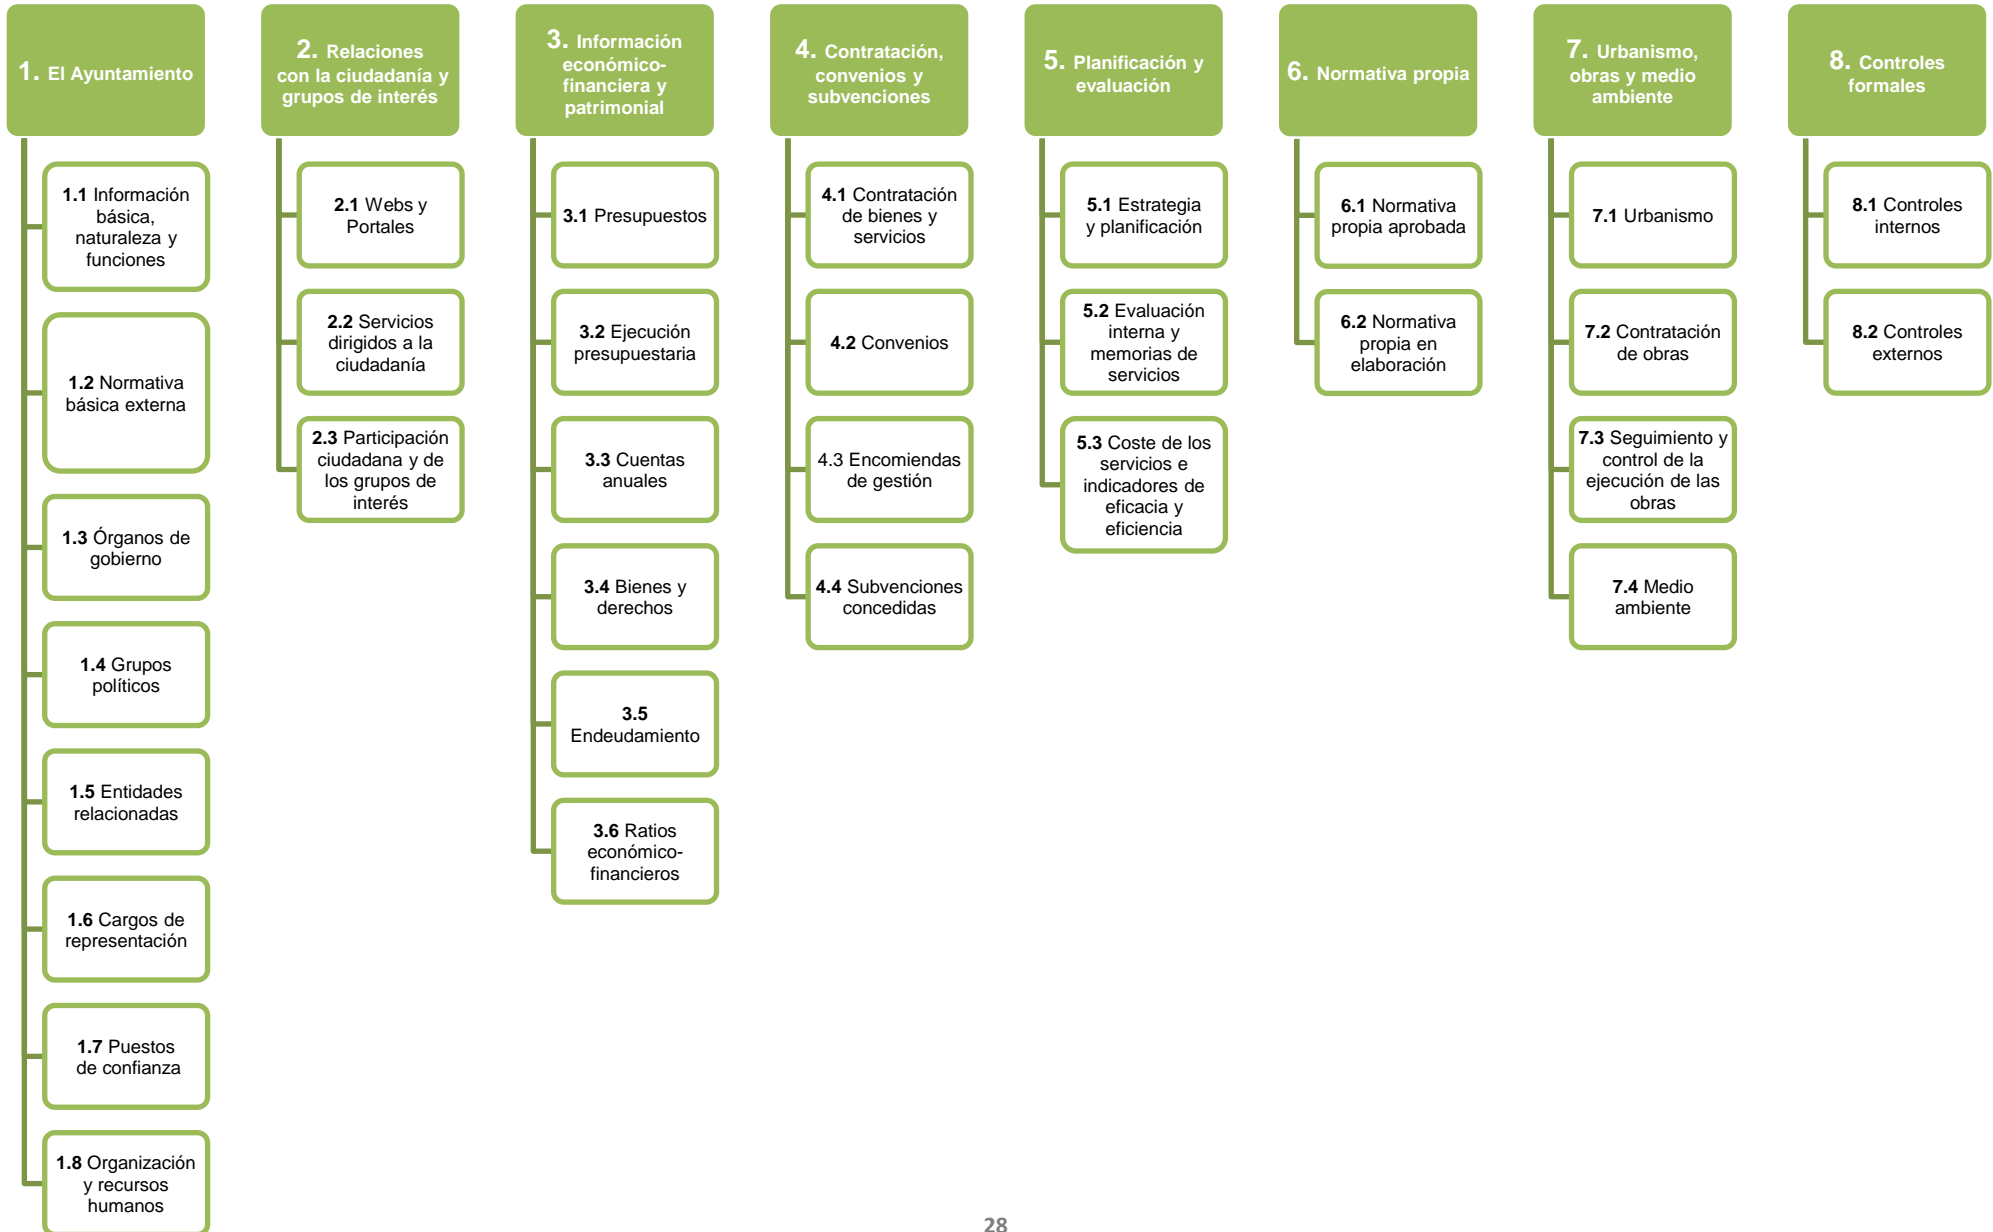 1. El Ayuntamiento
1.1 Información
básica,
naturaleza y
funciones
1.2 Normativa
básica externa
1.3 Órganos de
gobierno
1.4 Grupos
políticos
1.5 Entidades
relacionadas
1.6 Cargos de
representación
1.7 Puestos
de confianza
1.8 Organización
y recursos
humanos
2. Relaciones
con la ciudadanía y
grupos de interés
2.1 Webs y
Portales
2.2 Servicios
dirigidos a la
ciudadanía
2.3 Participación
ciudadana y de
los grupos de
interés
3. Información
económico-
financiera y
patrimonial
3.1 Presupuestos
3.2 Ejecución
presupuestaria
3.3 Cuentas
anuales
3.4 Bienes y
derechos
3.5
Endeudamiento
3.6 Ratios
económico-
financieros
4. Contratación,
convenios y
subvenciones
4.1 Contratación
de bienes y
servicios
4.2 Convenios
4.3 Encomiendas
de gestión
4.4 Subvenciones
concedidas
5. Planificación y
evaluación
5.1 Estrategia
y planificación
5.2 Evaluación
interna y
memorias de
servicios
5.3 Coste de los
servicios e
indicadores de
eficacia y
eficiencia
6. Normativa propia
6.1 Normativa
propia aprobada
6.2 Normativa
propia en
elaboración
7. Urbanismo,
obras y medio
ambiente
7.1 Urbanismo
7.2 Contratación
de obras
7.3 Seguimiento y
control de la
ejecución de las
obras
7.4 Medio
ambiente
8. Controles
formales
8.1 Controles
internos
8.2 Controles
externos
28